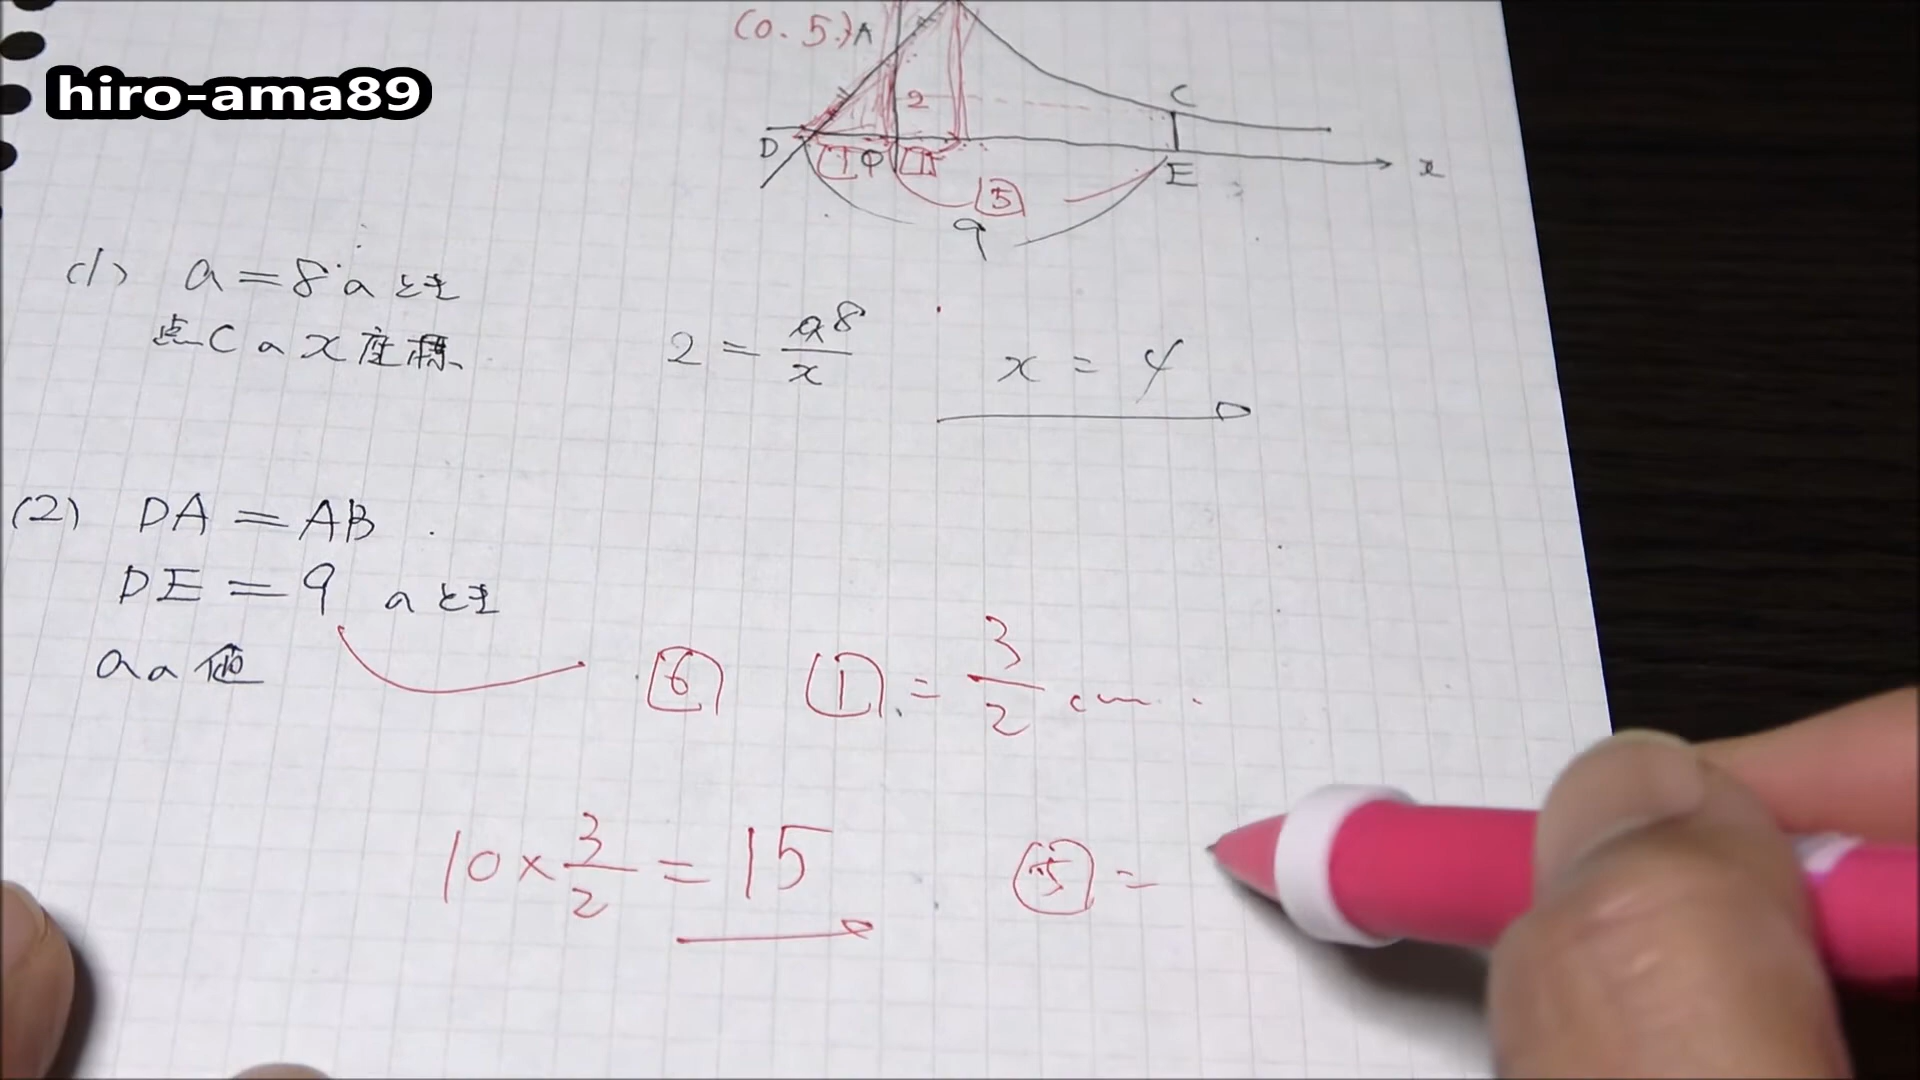 hiro-ama89
(0.5) A
2
C
D ① O ① E x
⑤
9
(1) a=8のとき
点Cのx座標、 2=a8/x x=4
(2) DA=AB
DE=9のとき
aの値 ⑥ ①=3/2 cm
10×3/2=15 ⑤=